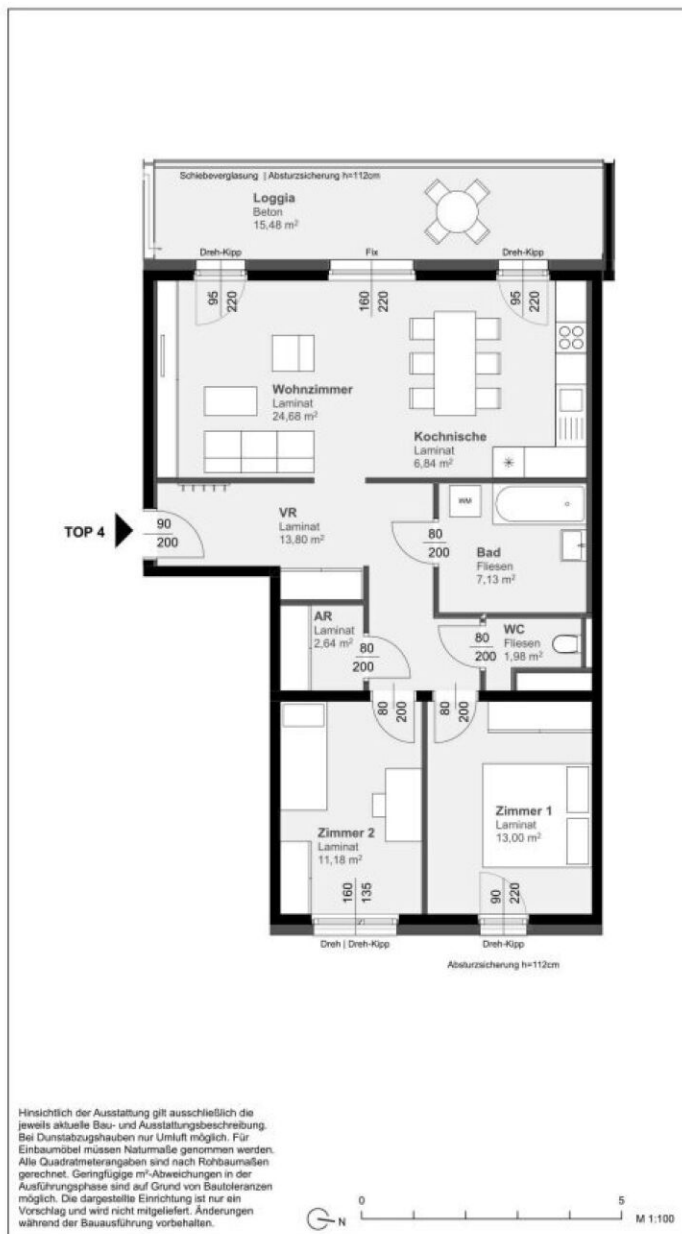 Schiebeverglasung | Absturzsicherung h=112cm
Loggia
Beton
15,48 m²
Dreh-Kipp
Fix
Dreh-Kipp
95
220
160
220
95
220
Wohnzimmer
Laminat
24,68 m²
Kochnische
Laminat
6,84 m²
TOP 4
90
200
VR
Laminat
13,80 m²
WM
80
200
Bad
Fliesen
7,13 m²
AR
Laminat
2,64 m²
80
200
WC
Fliesen
1,98 m²
80
200
80
200
80
200
Zimmer 2
Laminat
11,18 m²
Zimmer 1
Laminat
13,00 m²
160
135
90
220
Dreh | Dreh-Kipp
Dreh-Kipp
Absturzsicherung h=112cm
Hinsichtlich der Ausstattung gilt ausschließlich die
jeweils aktuelle Bau- und Ausstattungsbeschreibung.
Bei Dunstabzugshauben nur Umluft möglich. Für
Einbaumöbel müssen Naturmaße genommen werden.
Alle Quadratmeterangaben sind nach Rohbaumaßen
gerechnet. Geringfügige m²-Abweichungen in der
Ausführungsphase sind auf Grund von Bautoleranzen
möglich. Die dargestellte Einrichtung ist nur ein
Vorschlag und wird nicht mitgeliefert. Änderungen
während der Bauausführung vorbehalten.
N
0
5
M 1:100